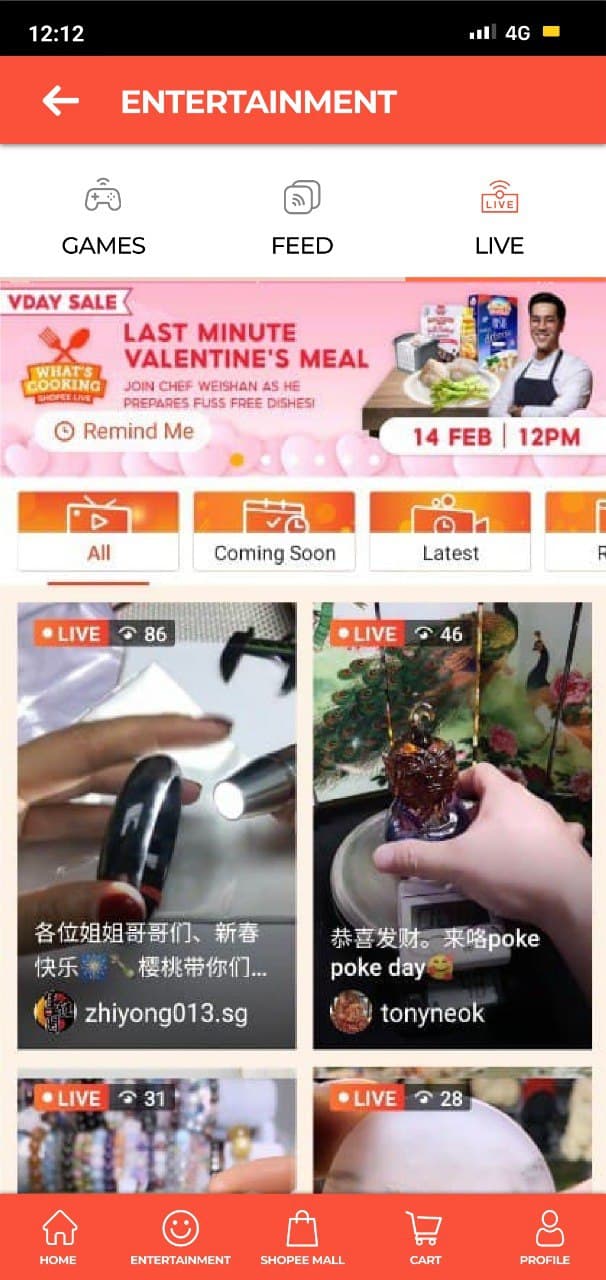 12:12
4G
ENTERTAINMENT
GAMES
FEED
LIVE
LIVE
VDAY SALE
WHAT'S
COOKING
SHOPEE LIVE
LAST MINUTE
VALENTINE'S MEAL
JOIN CHEF WEISHAN AS HE
PREPARES FUSS FREE DISHES!
Remind Me
14 FEB | 12PM
All
Coming Soon
Latest
LIVE 86
各位姐姐哥哥们、新春
快乐🎆🍾樱桃带你们...
zhiyong013.sg
LIVE 46
恭喜发财。来咯poke
poke day🥰
tonyneok
LIVE 31
LIVE 28
HOME
ENTERTAINMENT
SHOPEE MALL
CART
PROFILE